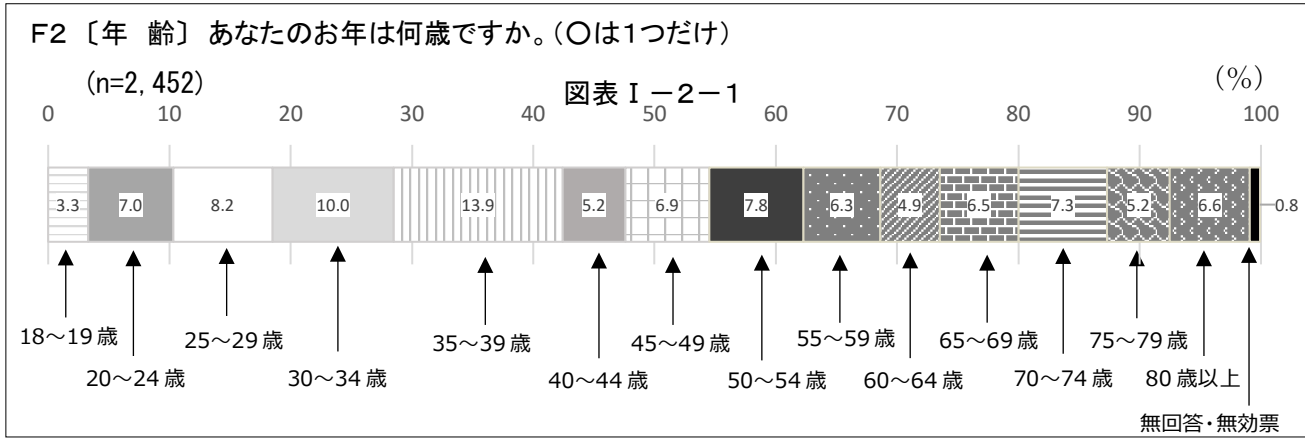 F2 〔年 齢〕 あなたのお年は何歳ですか。(○は1つだけ)
(n=2,452)
図表Ⅰ-2-1
(%)
0 10 20 30 40 50 60 70 80 90 100
3.3 7.0 8.2 10.0 13.9 5.2 6.9 7.8 6.3 4.9 6.5 7.3 5.2 6.6 0.8
18~19歳 25~29歳 35~39歳 45~49歳 55~59歳 65~69歳 75~79歳
20~24歳 30~34歳 40~44歳 50~54歳 60~64歳 70~74歳 80歳以上
無回答・無効票